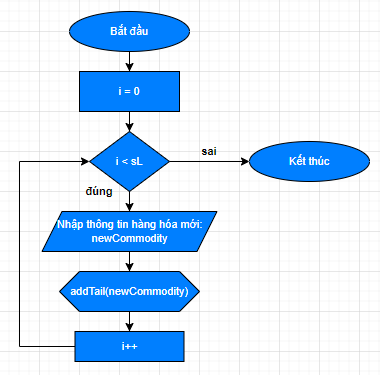 Bắt đầu
i = 0
i < sL
sai
Kết thúc
đúng
Nhập thông tin hàng hóa mới:
newCommodity
addTail(newCommodity)
i++